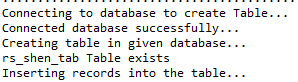 Connecting to database to create Table...
Connected database successfully...
Creating table in given database...
rs_shen_tab Table exists
Inserting records into the table...